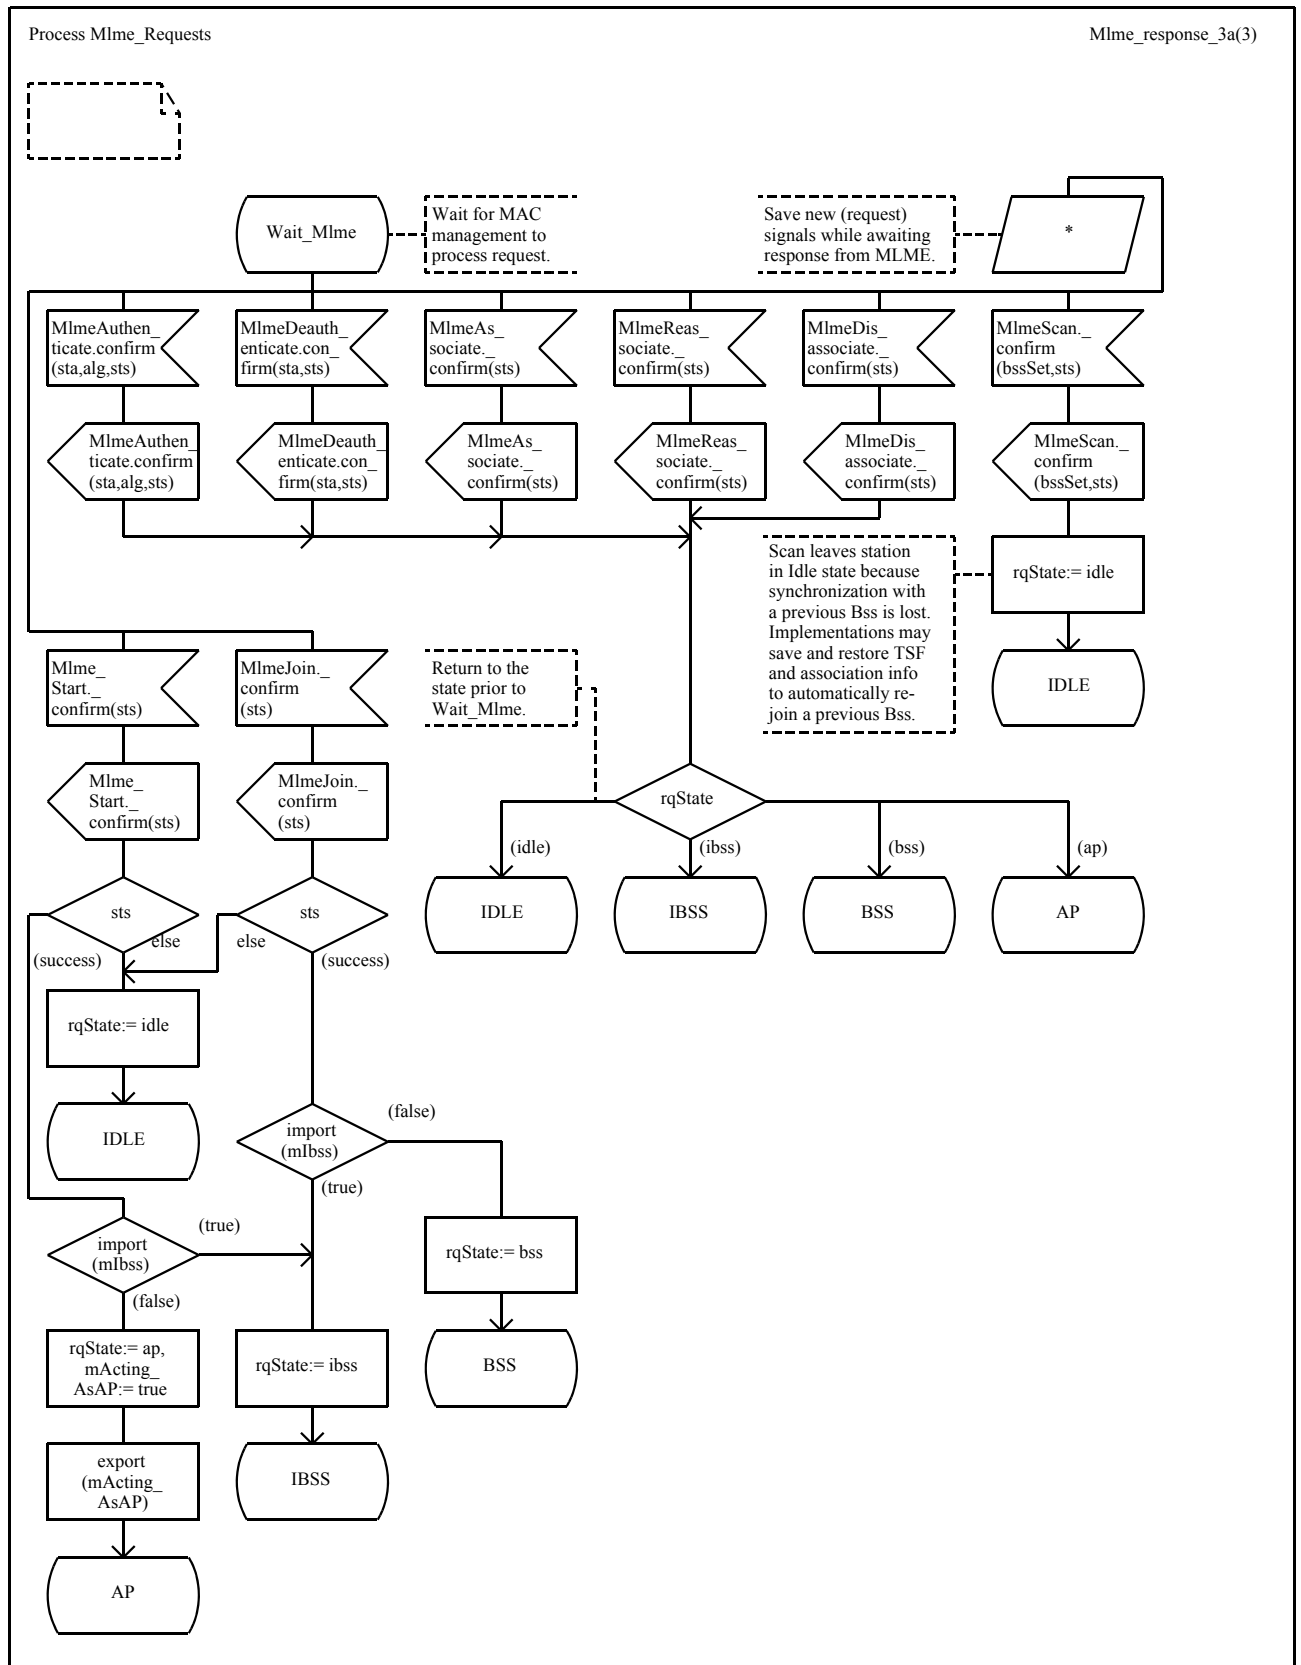 Process Mlme_Requests
Mlme_response_3a(3)
Wait_Mlme
Wait for MAC
management to
process request.
Save new (request)
signals while awaiting
response from MLME.
*
MlmeAuthen_
ticate.confirm
(sta,alg,sts)
MlmeDeauth_
enticate.con_
firm(sta,sts)
MlmeAs_
sociate._
confirm(sts)
MlmeReas_
sociate._
confirm(sts)
MlmeDis_
associate._
confirm(sts)
MlmeScan._
confirm
(bssSet,sts)
MlmeAuthen_
ticate.confirm
(sta,alg,sts)
MlmeDeauth_
enticate.con_
firm(sta,sts)
MlmeAs_
sociate._
confirm(sts)
MlmeReas_
sociate._
confirm(sts)
MlmeDis_
associate._
confirm(sts)
MlmeScan._
confirm
(bssSet,sts)
Scan leaves station
in Idle state because
synchronization with
a previous Bss is lost.
Implementations may
save and restore TSF
and association info
to automatically re-
join a previous Bss.
rqState:= idle
IDLE
Mlme_
Start._
confirm(sts)
MlmeJoin._
confirm
(sts)
Return to the
state prior to
Wait_Mlme.
Mlme_
Start._
confirm(sts)
MlmeJoin._
confirm
(sts)
rqState
(idle)
(ibss)
(bss)
(ap)
IDLE
IBSS
BSS
AP
sts
sts
(success)
else
else
(success)
rqState:= idle
IDLE
import
(mIbss)
(false)
(true)
import
(mIbss)
(true)
(false)
rqState:= bss
BSS
rqState:= ap,
mActing_
AsAP:= true
rqState:= ibss
export
(mActing_
AsAP)
IBSS
AP